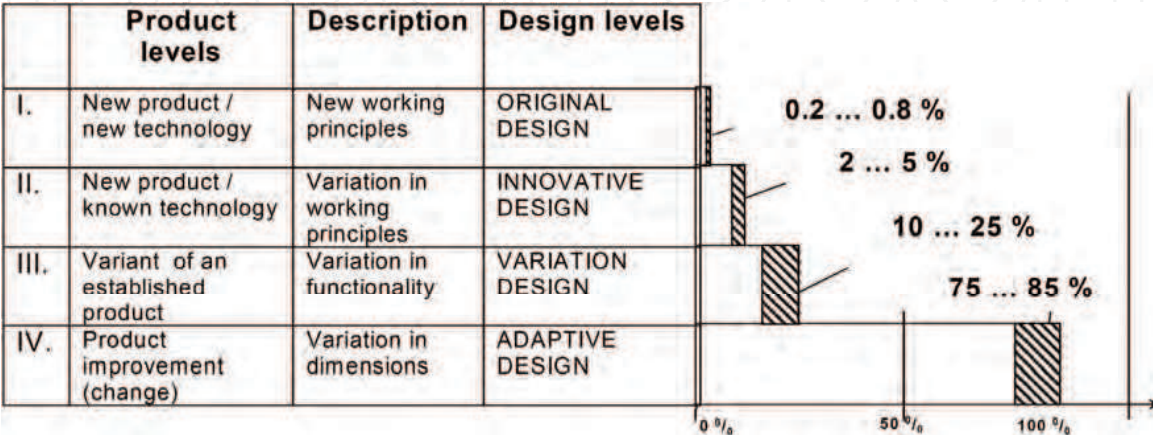 Product levels
Description
Design levels
I.
New product / new technology
New working principles
ORIGINAL DESIGN
0.2 ... 0.8 %
II.
New product / known technology
Variation in working principles
INNOVATIVE DESIGN
2 ... 5 %
III.
Variant of an established product
Variation in functionality
VARIATION DESIGN
10 ... 25 %
IV.
Product improvement (change)
Variation in dimensions
ADAPTIVE DESIGN
75 ... 85 %
0 %
50 %
100 %